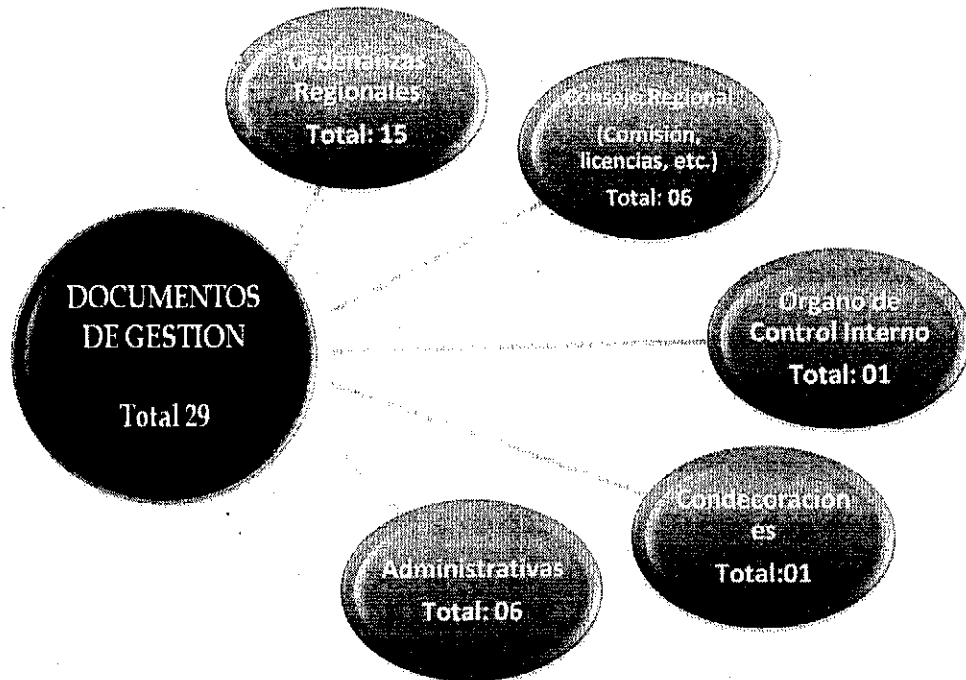 Ordenanzas
Regionales
Total: 15
Consejo Regional
(Comisión,
licencias, etc.)
Total: 06
DOCUMENTOS
DE GESTION
Total 29
Órgano de
Control Interno
Total: 01
Condecoracion
es
Total:01
Administrativas
Total: 06